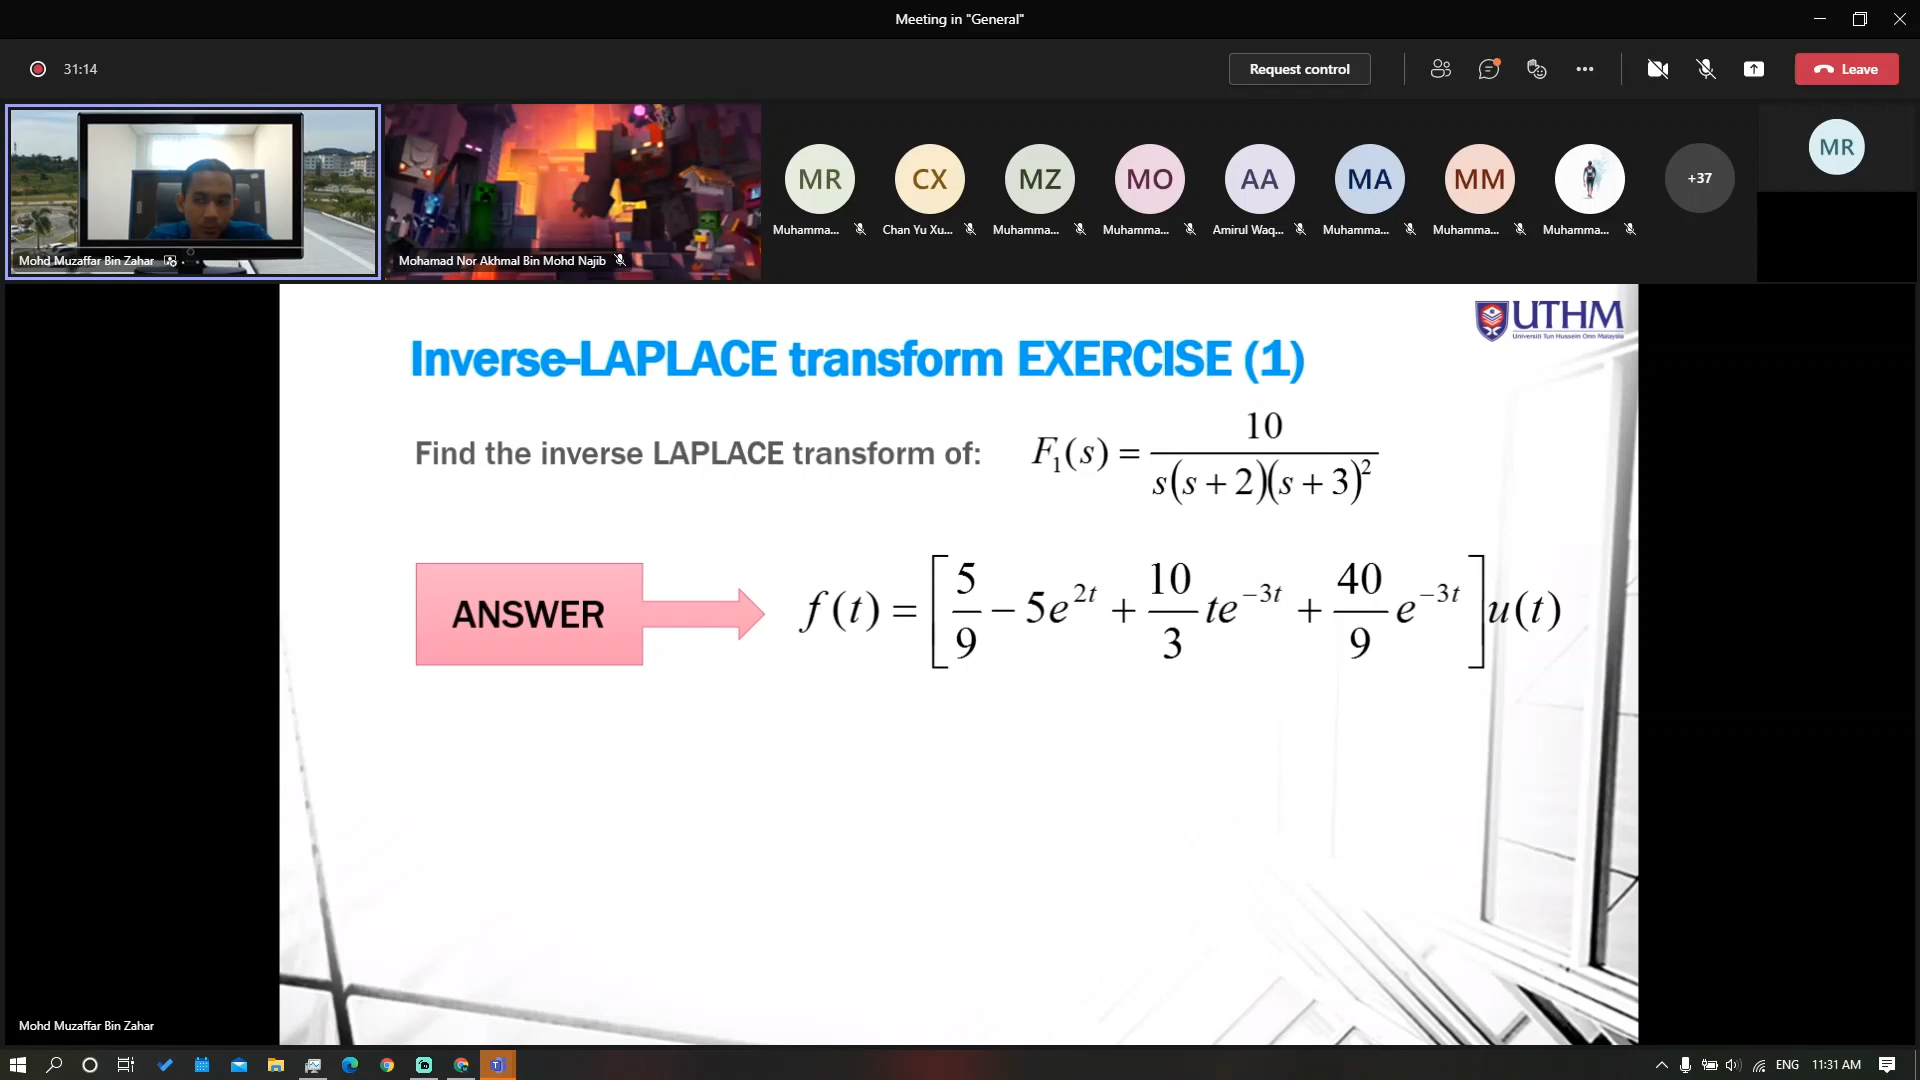 Meeting in "General"
31:14
Request control
Leave
MR
CX
MZ
MO
AA
MA
MM
+37
MR
Muhamma...
Chan Yu Xu...
Muhamma...
Muhamma...
Amirul Waq...
Muhamma...
Muhamma...
Muhamma...
Mohd Muzaffar Bin Zahar
Mohamad Nor Akhmal Bin Mohd Najib
UTHM
Universiti Tun Hussein Onn Malaysia
Inverse-LAPLACE transform EXERCISE (1)
Find the inverse LAPLACE transform of: F₁(s) = 10 / s(s + 2)(s + 3)²
ANSWER
f(t) = [5/9 − 5e^{2t} + 10/3 te^{−3t} + 40/9 e^{−3t}] u(t)
Mohd Muzaffar Bin Zahar
ENG
11:31 AM